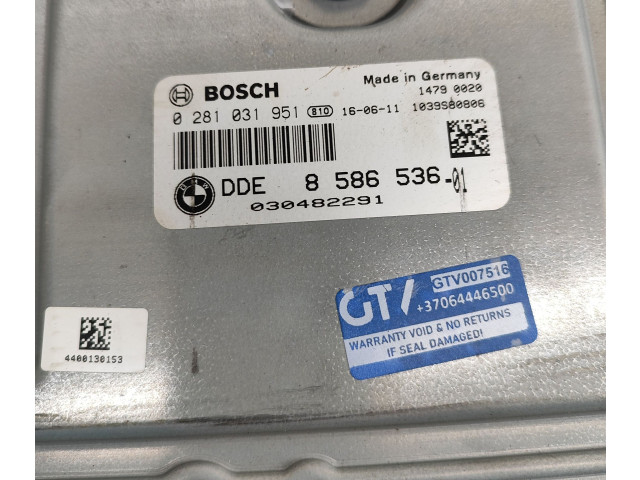 BOSCH
Made in Germany
1479 0020
0 281 031 951 810 16-06-11 1039S80806
BMW
DDE 8 586 536-01
030482291
GTV
GTV007516
+37064446500
WARRANTY VOID & NO RETURNS
IF SEAL DAMAGED!
4400130153